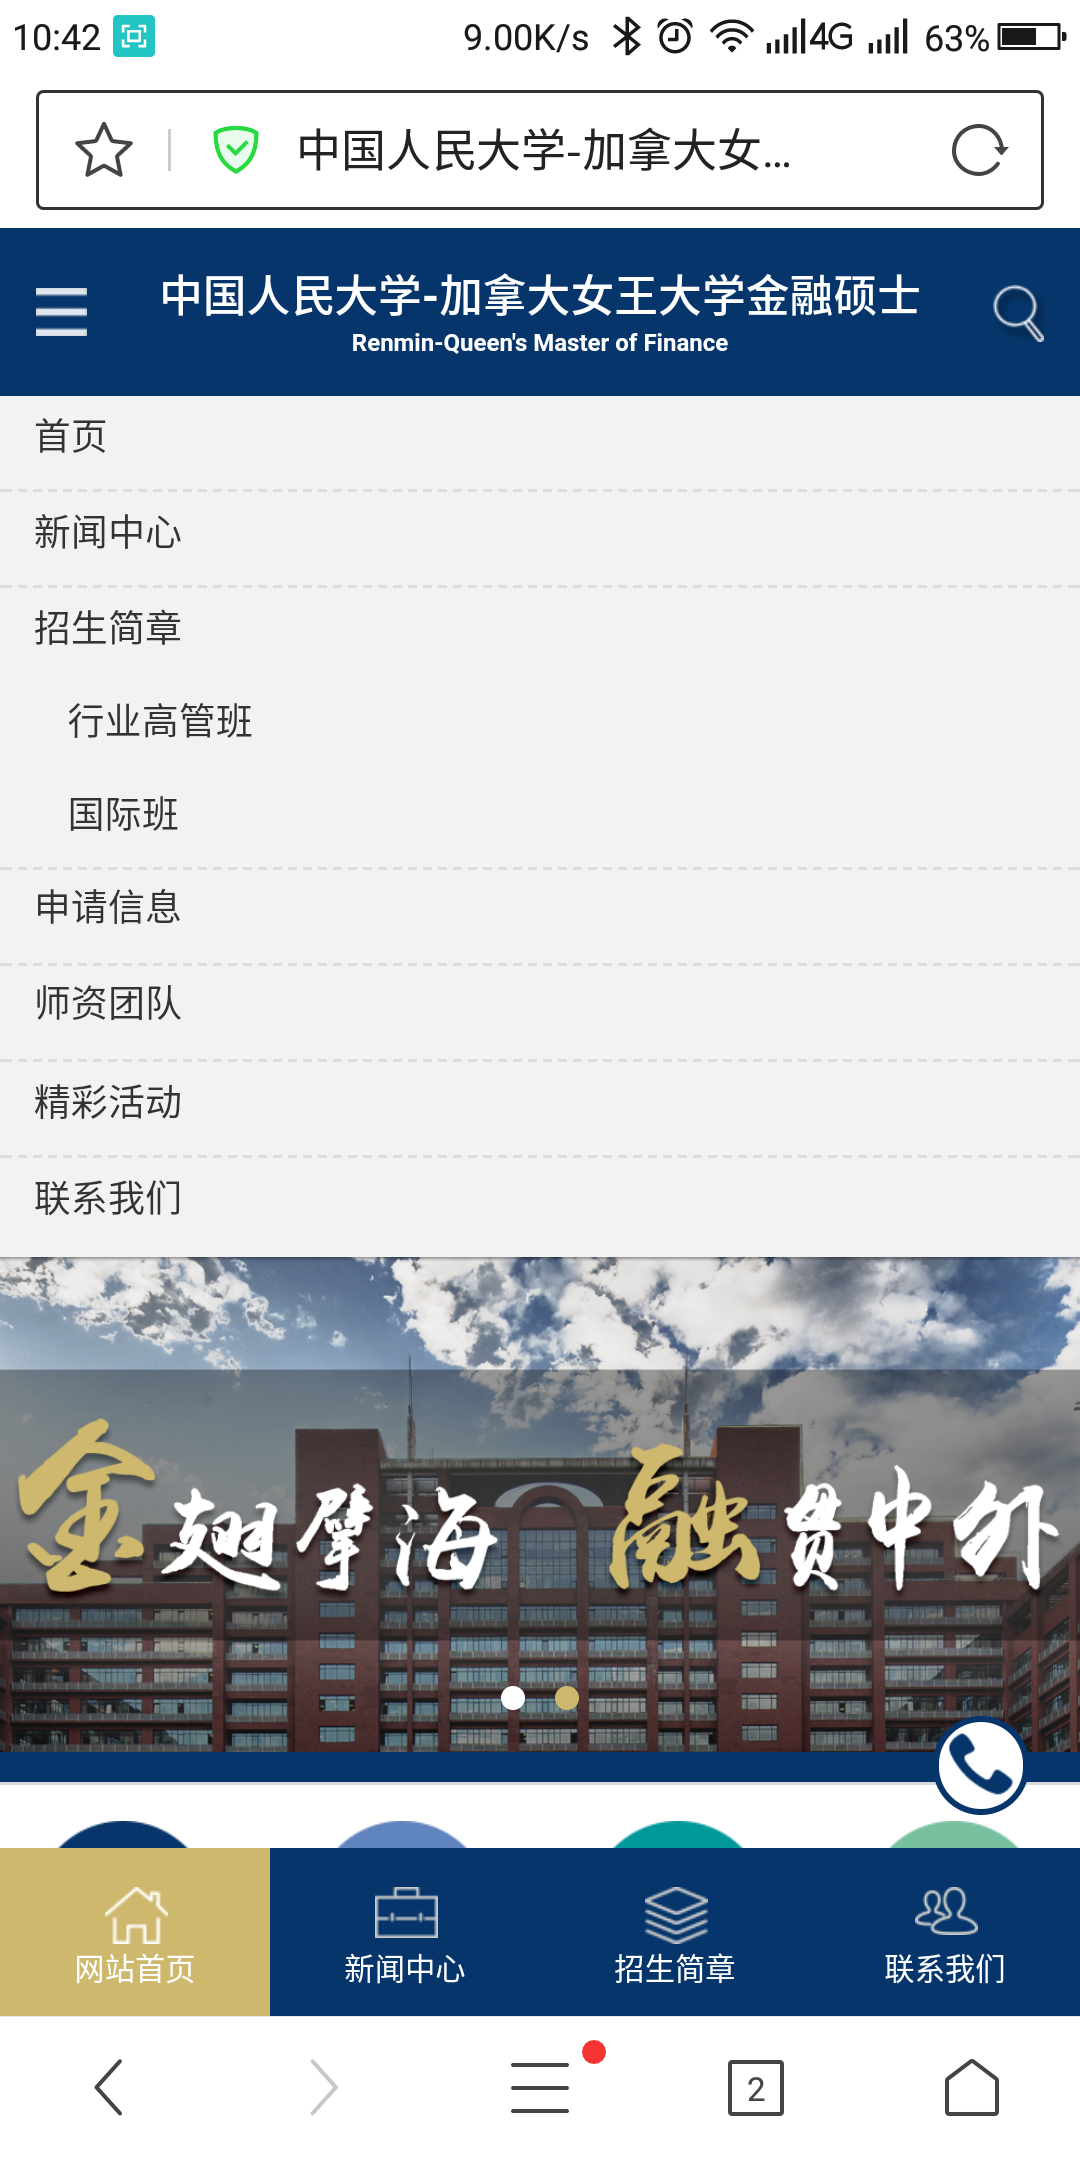 10:42 9.00K/s 4G 63%
中国人民大学-加拿大女...
中国人民大学-加拿大女王大学金融硕士
Renmin-Queen's Master of Finance
首页
新闻中心
招生简章
行业高管班
国际班
申请信息
师资团队
精彩活动
联系我们
金翅擘海 融贯中外
网站首页 新闻中心 招生简章 联系我们
2